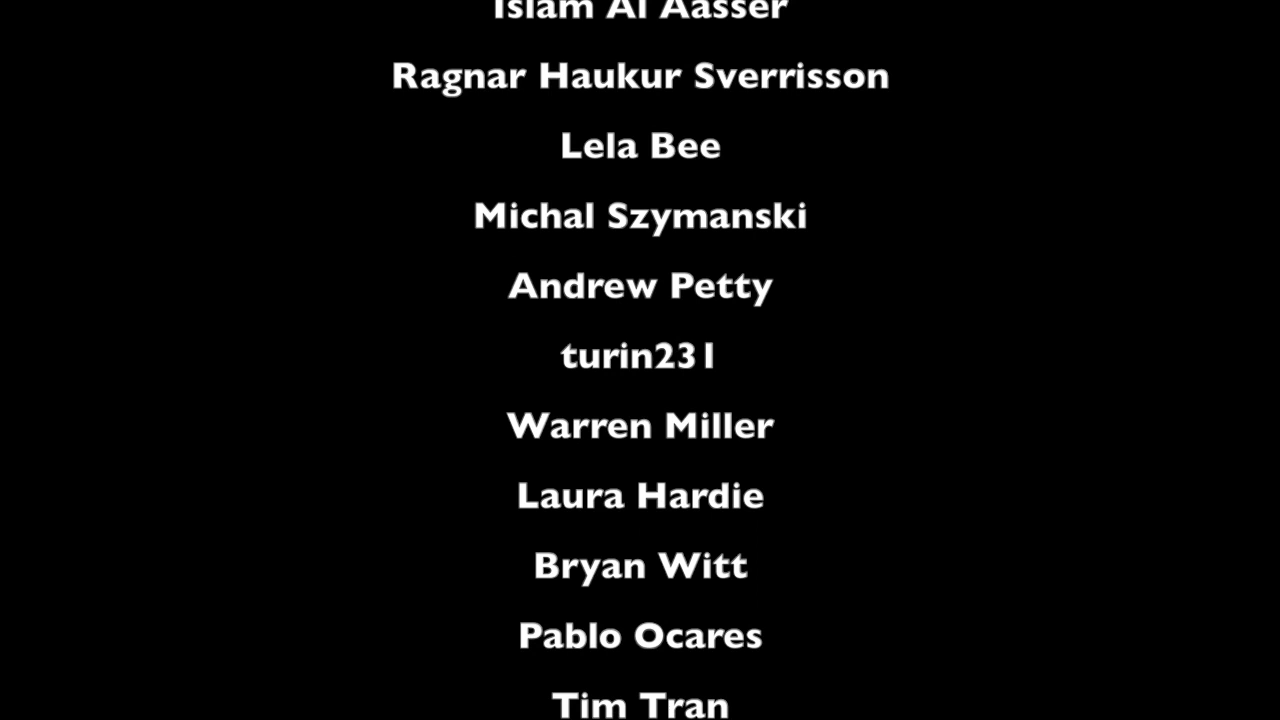 Islam Al Aasser
Ragnar Haukur Sverrisson
Lela Bee
Michal Szymanski
Andrew Petty
turin231
Warren Miller
Laura Hardie
Bryan Witt
Pablo Ocares
Tim Tran